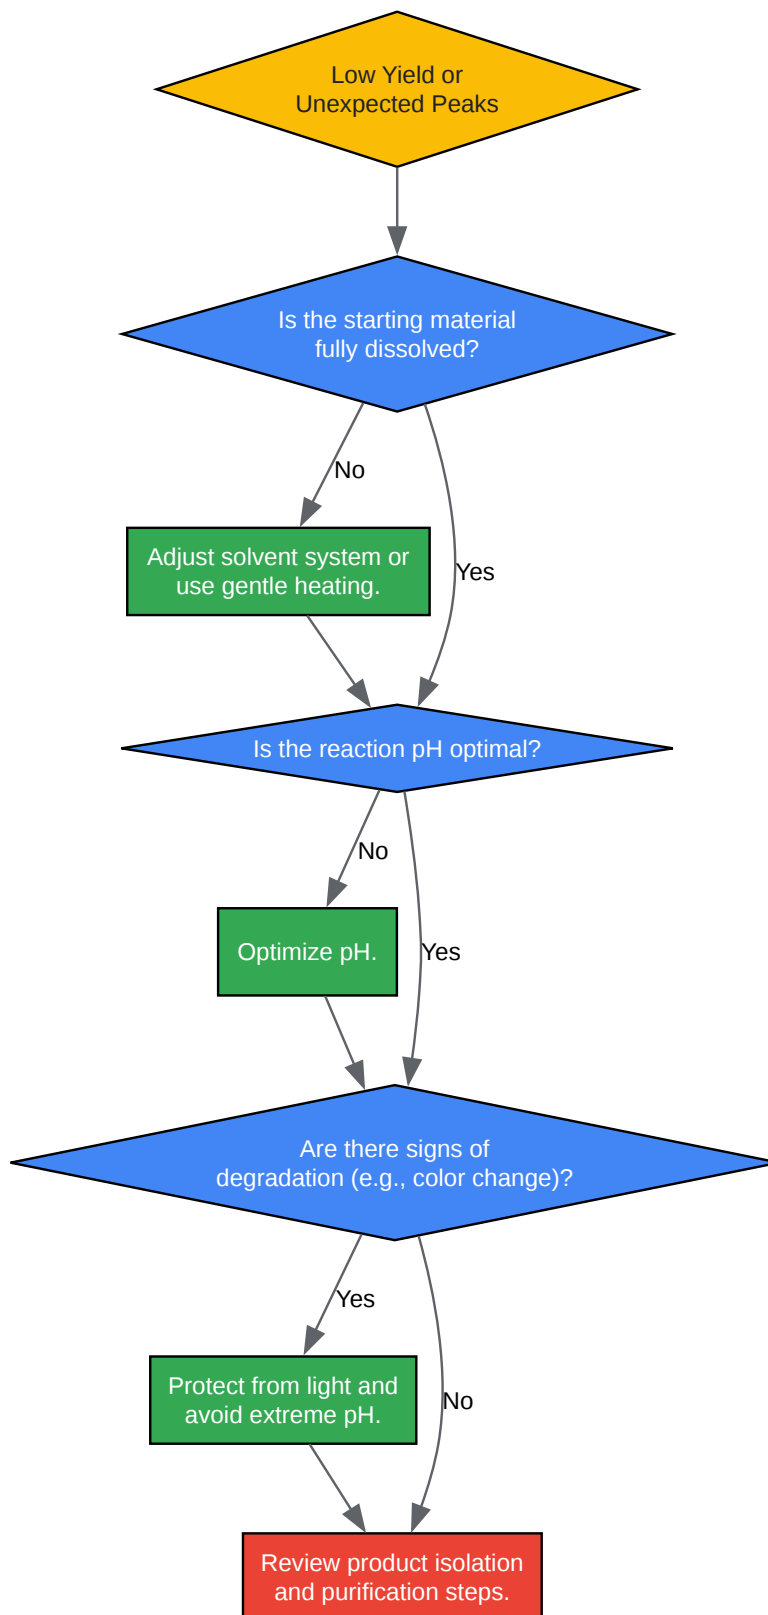 Low Yield or
Unexpected Peaks
Is the starting material
fully dissolved?
No
Adjust solvent system or
use gentle heating.
Yes
Is the reaction pH optimal?
No
Optimize pH.
Yes
Are there signs of
degradation (e.g., color change)?
Yes
Protect from light and
avoid extreme pH.
No
Review product isolation
and purification steps.